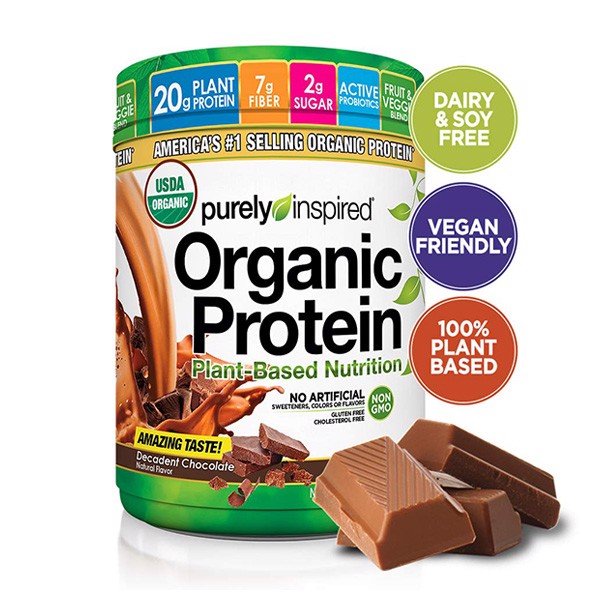 20g PLANT PROTEIN
7g FIBER
2g SUGAR
ACTIVE PROBIOTICS
FRUIT & VEGGIE BLEND
AMERICA'S #1 SELLING ORGANIC PROTEIN
USDA
ORGANIC
purely inspired®
Organic
Protein
Plant-Based Nutrition
NO ARTIFICIAL
SWEETENERS, COLORS OR FLAVORS
GLUTEN FREE
CHOLESTEROL FREE
NON
GMO
AMAZING TASTE!
Decadent Chocolate
Natural Flavor
DAIRY
& SOY
FREE
VEGAN
FRIENDLY
100%
PLANT
BASED